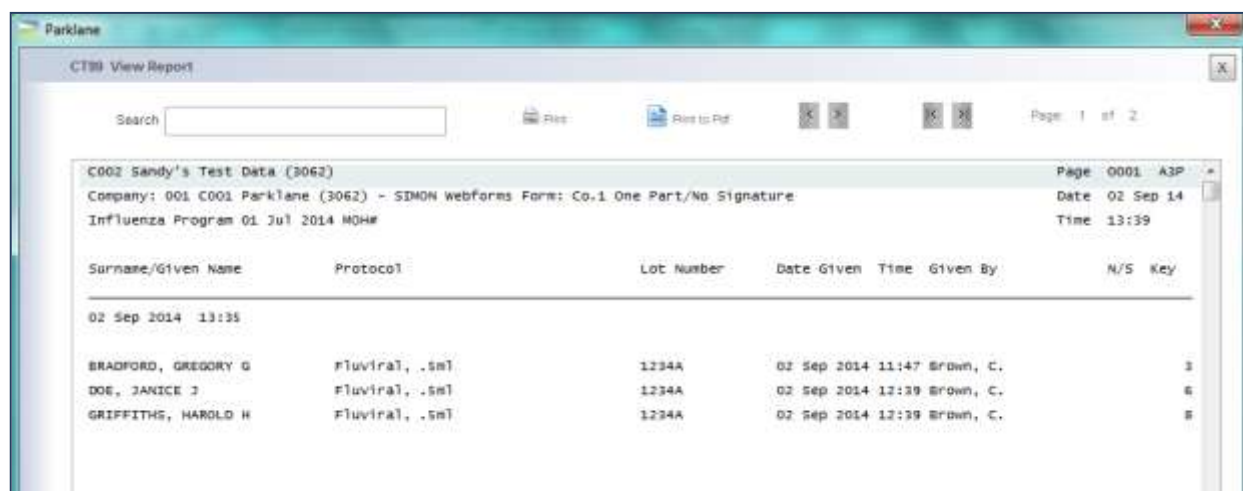 Parklane
CT99 View Report
X
Search Print Print to Pdf < > |< >| Page: 1 of 2
C002 Sandy's Test Data (3062) Page 0001 A3P
Company: 001 C001 Parklane (3062) - SIMON Webforms Form: Co.1 One Part/No Signature Date 02 Sep 14
Influenza Program 01 Jul 2014 MOH# Time 13:39
Surname/Given Name Protocol Lot Number Date Given Time Given By N/S Key
02 Sep 2014 13:35
BRADFORD, GREGORY G Fluviral, .5ml 1234A 02 Sep 2014 11:47 Brown, C. 3
DOE, JANICE J Fluviral, .5ml 1234A 02 Sep 2014 12:39 Brown, C. 6
GRIFFITHS, HAROLD H Fluviral, .5ml 1234A 02 Sep 2014 12:39 Brown, C. 8